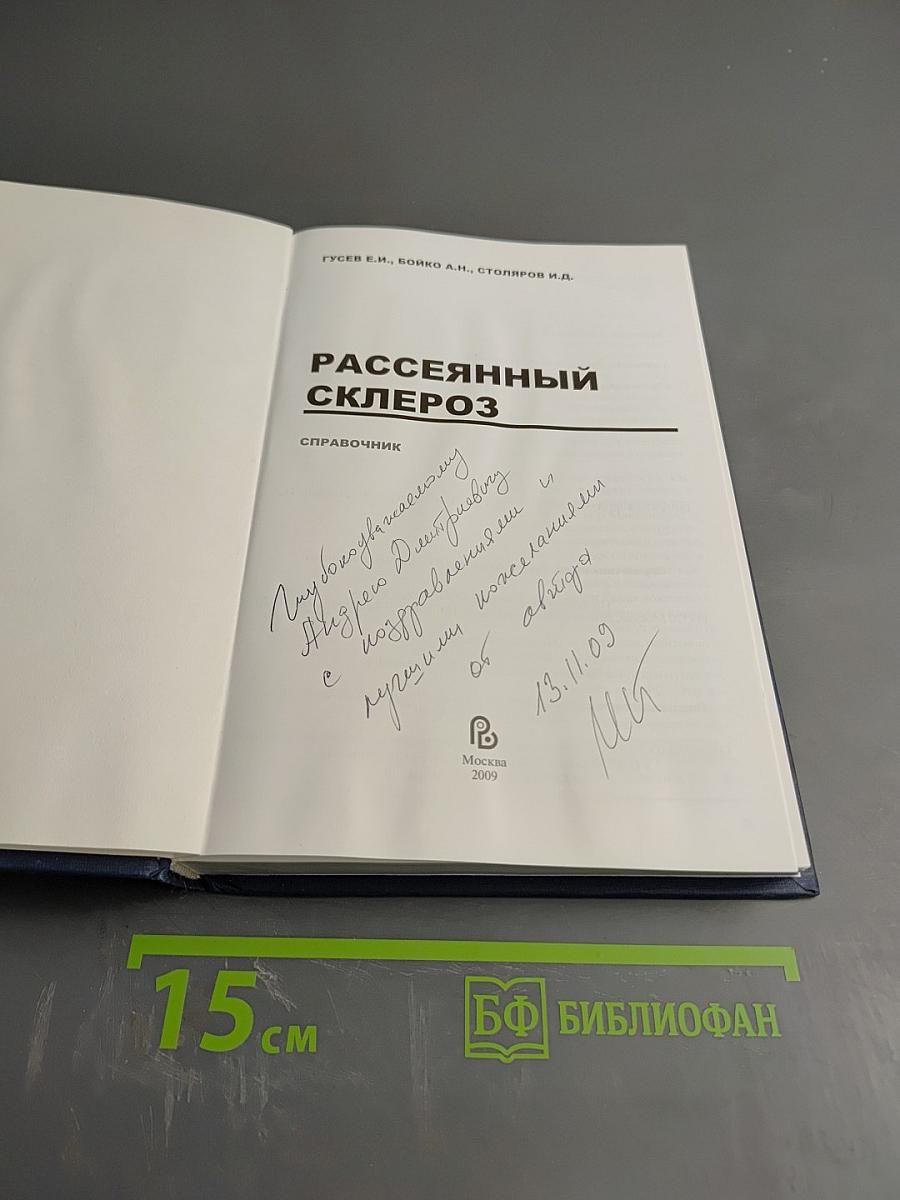 ГУСЕВ Е.И., БОЙКО А.Н., СТОЛЯРОВ И.Д.
РАССЕЯННЫЙ
СКЛЕРОЗ
СПРАВОЧНИК
Глубокоуважаемому
Андрею Дмитриевичу
с поздравлениями и
лучшими пожеланиями
от автора
13.11.09
Москва
2009
15 см
БФ БИБЛИОФАН